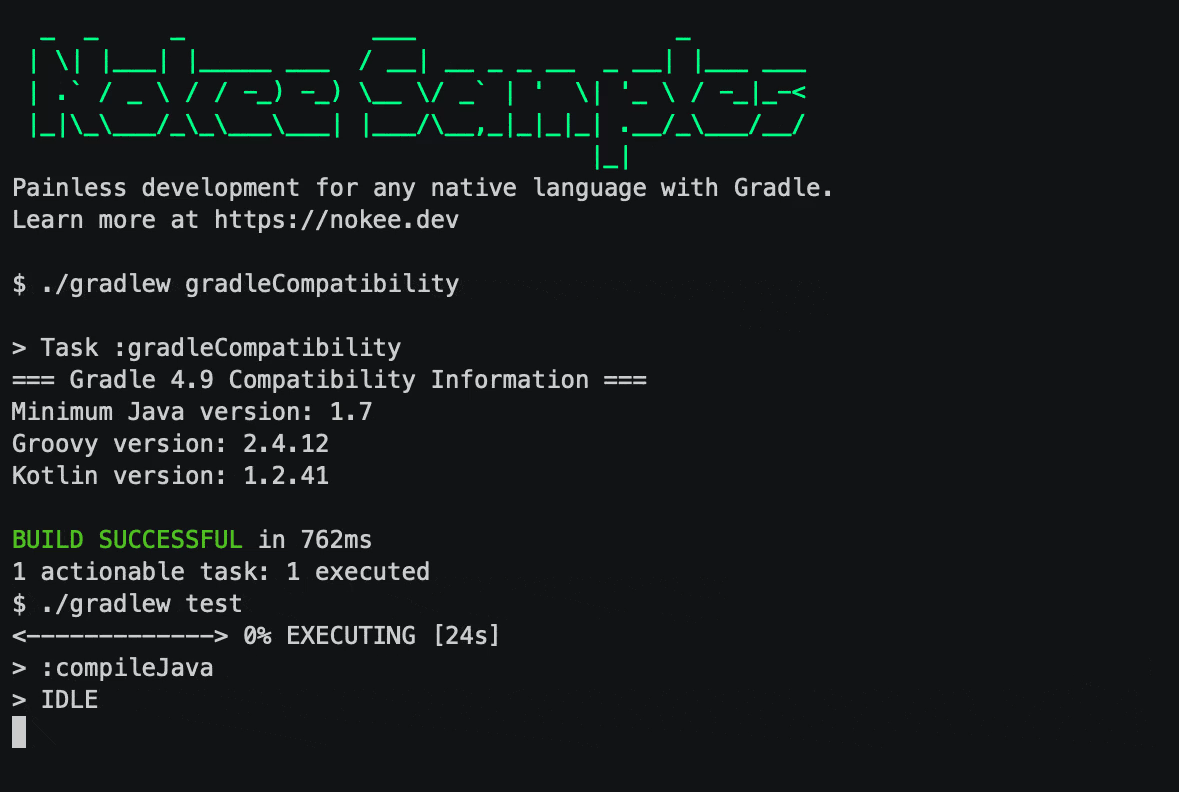 Nokee Samples
Painless development for any native language with Gradle.
Learn more at https://nokee.dev
$ ./gradlew gradleCompatibility
> Task :gradleCompatibility
=== Gradle 4.9 Compatibility Information ===
Minimum Java version: 1.7
Groovy version: 2.4.12
Kotlin version: 1.2.41
BUILD SUCCESSFUL in 762ms
1 actionable task: 1 executed
$ ./gradlew test
<-------------> 0% EXECUTING [24s]
> :compileJava
> IDLE